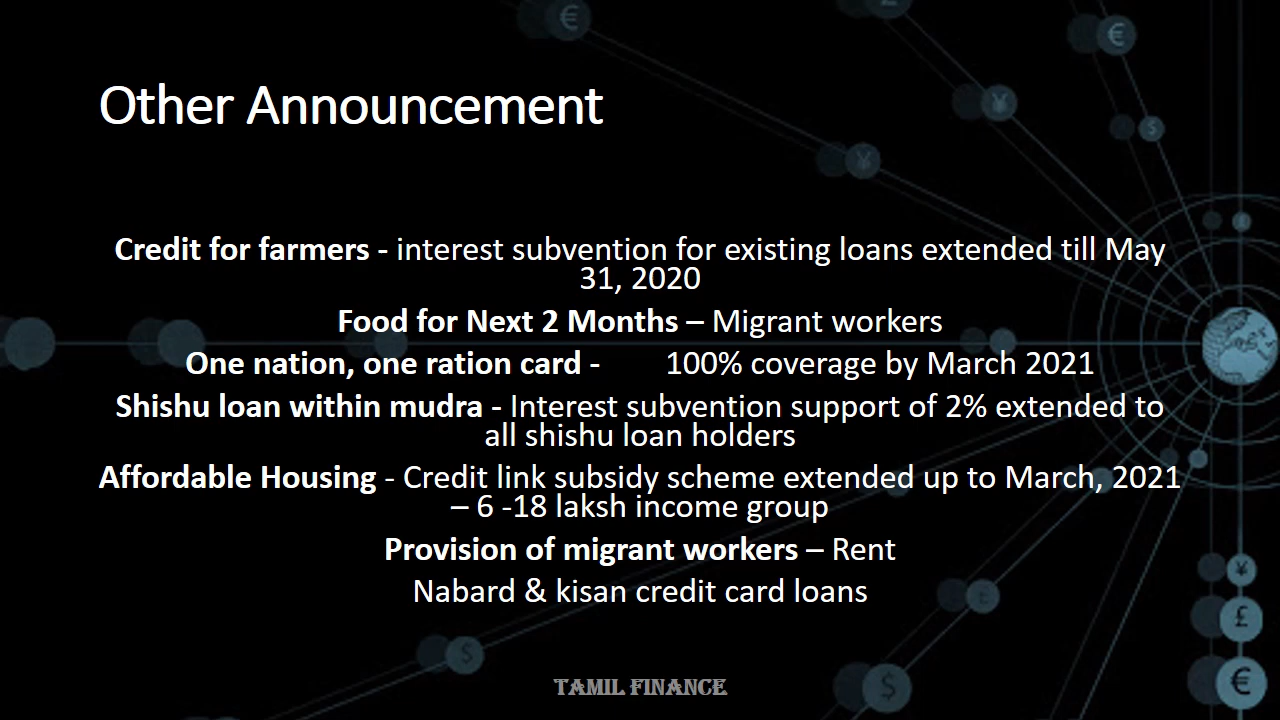 Other Announcement
Credit for farmers - interest subvention for existing loans extended till May
31, 2020
Food for Next 2 Months – Migrant workers
One nation, one ration card - 100% coverage by March 2021
Shishu loan within mudra - Interest subvention support of 2% extended to
all shishu loan holders
Affordable Housing - Credit link subsidy scheme extended up to March, 2021
– 6 -18 laksh income group
Provision of migrant workers – Rent
Nabard & kisan credit card loans
TAMIL FINANCE